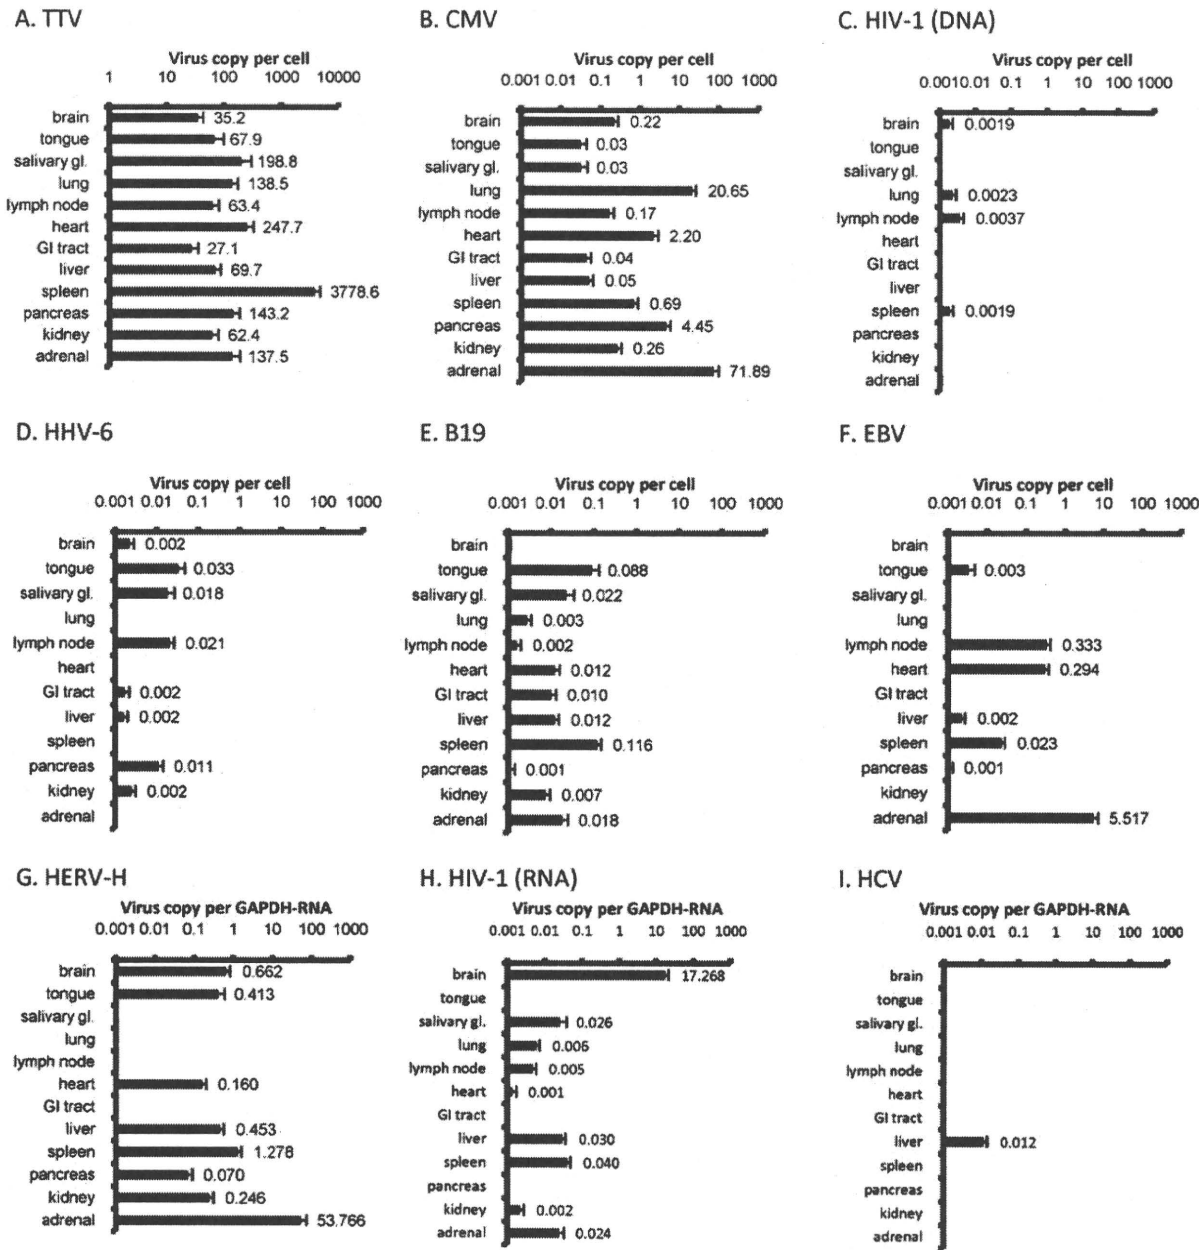 A. TTV
Virus copy per cell
1 10 100 1000 10000
brain 35.2
tongue 67.9
salivary gl. 198.8
lung 138.5
lymph node 63.4
heart 247.7
GI tract 27.1
liver 69.7
spleen 3778.6
pancreas 143.2
kidney 62.4
adrenal 137.5
B. CMV
Virus copy per cell
0.001 0.01 0.1 1 10 100 1000
brain 0.22
tongue 0.03
salivary gl. 0.03
lung 20.65
lymph node 0.17
heart 2.20
GI tract 0.04
liver 0.05
spleen 0.69
pancreas 4.45
kidney 0.26
adrenal 71.89
C. HIV-1 (DNA)
Virus copy per cell
0.001 0.01 0.1 1 10 100 1000
brain 0.0019
tongue
salivary gl.
lung 0.0023
lymph node 0.0037
heart
GI tract
liver
spleen 0.0019
pancreas
kidney
adrenal
D. HHV-6
Virus copy per cell
0.001 0.01 0.1 1 10 100 1000
brain 0.002
tongue 0.033
salivary gl. 0.018
lung
lymph node 0.021
heart
GI tract 0.002
liver 0.002
spleen
pancreas 0.011
kidney 0.002
adrenal
E. B19
Virus copy per cell
0.001 0.01 0.1 1 10 100 1000
brain
tongue 0.088
salivary gl. 0.022
lung 0.003
lymph node 0.002
heart 0.012
GI tract 0.010
liver 0.012
spleen 0.116
pancreas 0.001
kidney 0.007
adrenal 0.018
F. EBV
Virus copy per cell
0.001 0.01 0.1 1 10 100 1000
brain
tongue 0.003
salivary gl.
lung
lymph node 0.333
heart 0.294
GI tract
liver 0.002
spleen 0.023
pancreas 0.001
kidney
adrenal 5.517
G. HERV-H
Virus copy per GAPDH-RNA
0.001 0.01 0.1 1 10 100 1000
brain 0.662
tongue 0.413
salivary gl.
lung
lymph node
heart 0.160
GI tract
liver 0.453
spleen 1.278
pancreas 0.070
kidney 0.246
adrenal 53.766
H. HIV-1 (RNA)
Virus copy per GAPDH-RNA
0.001 0.01 0.1 1 10 100 1000
brain 17.268
tongue
salivary gl. 0.026
lung 0.006
lymph node 0.005
heart 0.001
GI tract
liver 0.030
spleen 0.040
pancreas
kidney 0.002
adrenal 0.024
I. HCV
Virus copy per GAPDH-RNA
0.001 0.01 0.1 1 10 100 1000
brain
tongue
salivary gl.
lung
lymph node
heart
GI tract
liver 0.012
spleen
pancreas
kidney
adrenal